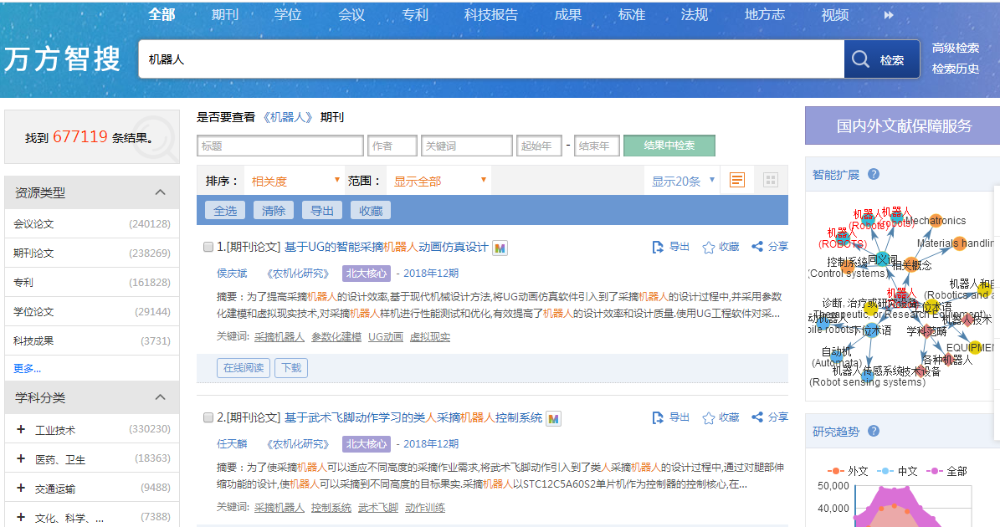 全部 期刊 学位 会议 专利 科技报告 成果 标准 法规 地方志 视频
万方智搜
机器人
检索
高级检索
检索历史
找到 677119 条结果。
资源类型
会议论文 (240128)
期刊论文 (238269)
专利 (161828)
学位论文 (29144)
科技成果 (3731)
更多...
学科分类
+ 工业技术 (330230)
+ 医药、卫生 (18363)
+ 交通运输 (9488)
+ 文化、科学、... (7388)
是否要查看 《机器人》 期刊
标题 作者 关键词 起始年 - 结束年 结果中检索
排序： 相关度 范围： 显示全部 显示20条
全选 清除 导出 收藏
1.[期刊论文] 基于UG的智能采摘机器人动画仿真设计 M 导出 收藏 分享
侯庆斌 《农机化研究》 北大核心 - 2018年12期
摘要：为了提高采摘机器人的设计效率,基于现代机械设计方法,将UG动画仿真软件引入到了采摘机器人的设计过程中,并采用参数
化建模和虚拟现实技术,对采摘机器人样机进行性能测试和优化,有效提高了机器人的设计效率和设计质量.使用UG工程软件对采...
关键词: 采摘机器人 参数化建模 UG动画 虚拟现实
在线阅读 下载
2.[期刊论文] 基于武术飞脚动作学习的类人采摘机器人控制系统 M 导出 收藏 分享
任天麟 《农机化研究》 北大核心 - 2018年12期
摘要：为了使采摘机器人可以适应不同高度的采摘作业需求,将武术飞脚动作引入到了类人采摘机器人的设计过程中,通过对腿部伸
缩功能的设计,使机器人可以采摘到不同高度的目标果实.采摘机器人以STC12C5A60S2单片机作为控制器的控制核心,在...
关键词: 采摘机器人 控制系统 武术飞脚 动作训练
国内外文献保障服务
智能扩展 ?
机器人
(Robots)
机器人
(robots)
Mechatronics
机器人
(ROBOTS)
Materials handlin
控制系统
(Control systems)
同义词
相关概念
机器人和自
(Robotics and a
机器人
诊断, 治疗或研究设备
Therapeutic, or Research Equipment)
上位术语
动机器人
bile robots)
下位术语
学科范畴
机器人技术
EQUIPMEN
自动机
(Automata)
各种机器人
机器人传感系统
(Robot sensing systems)
技术设备
研究趋势 ?
外文 中文 全部
50,000
40,000